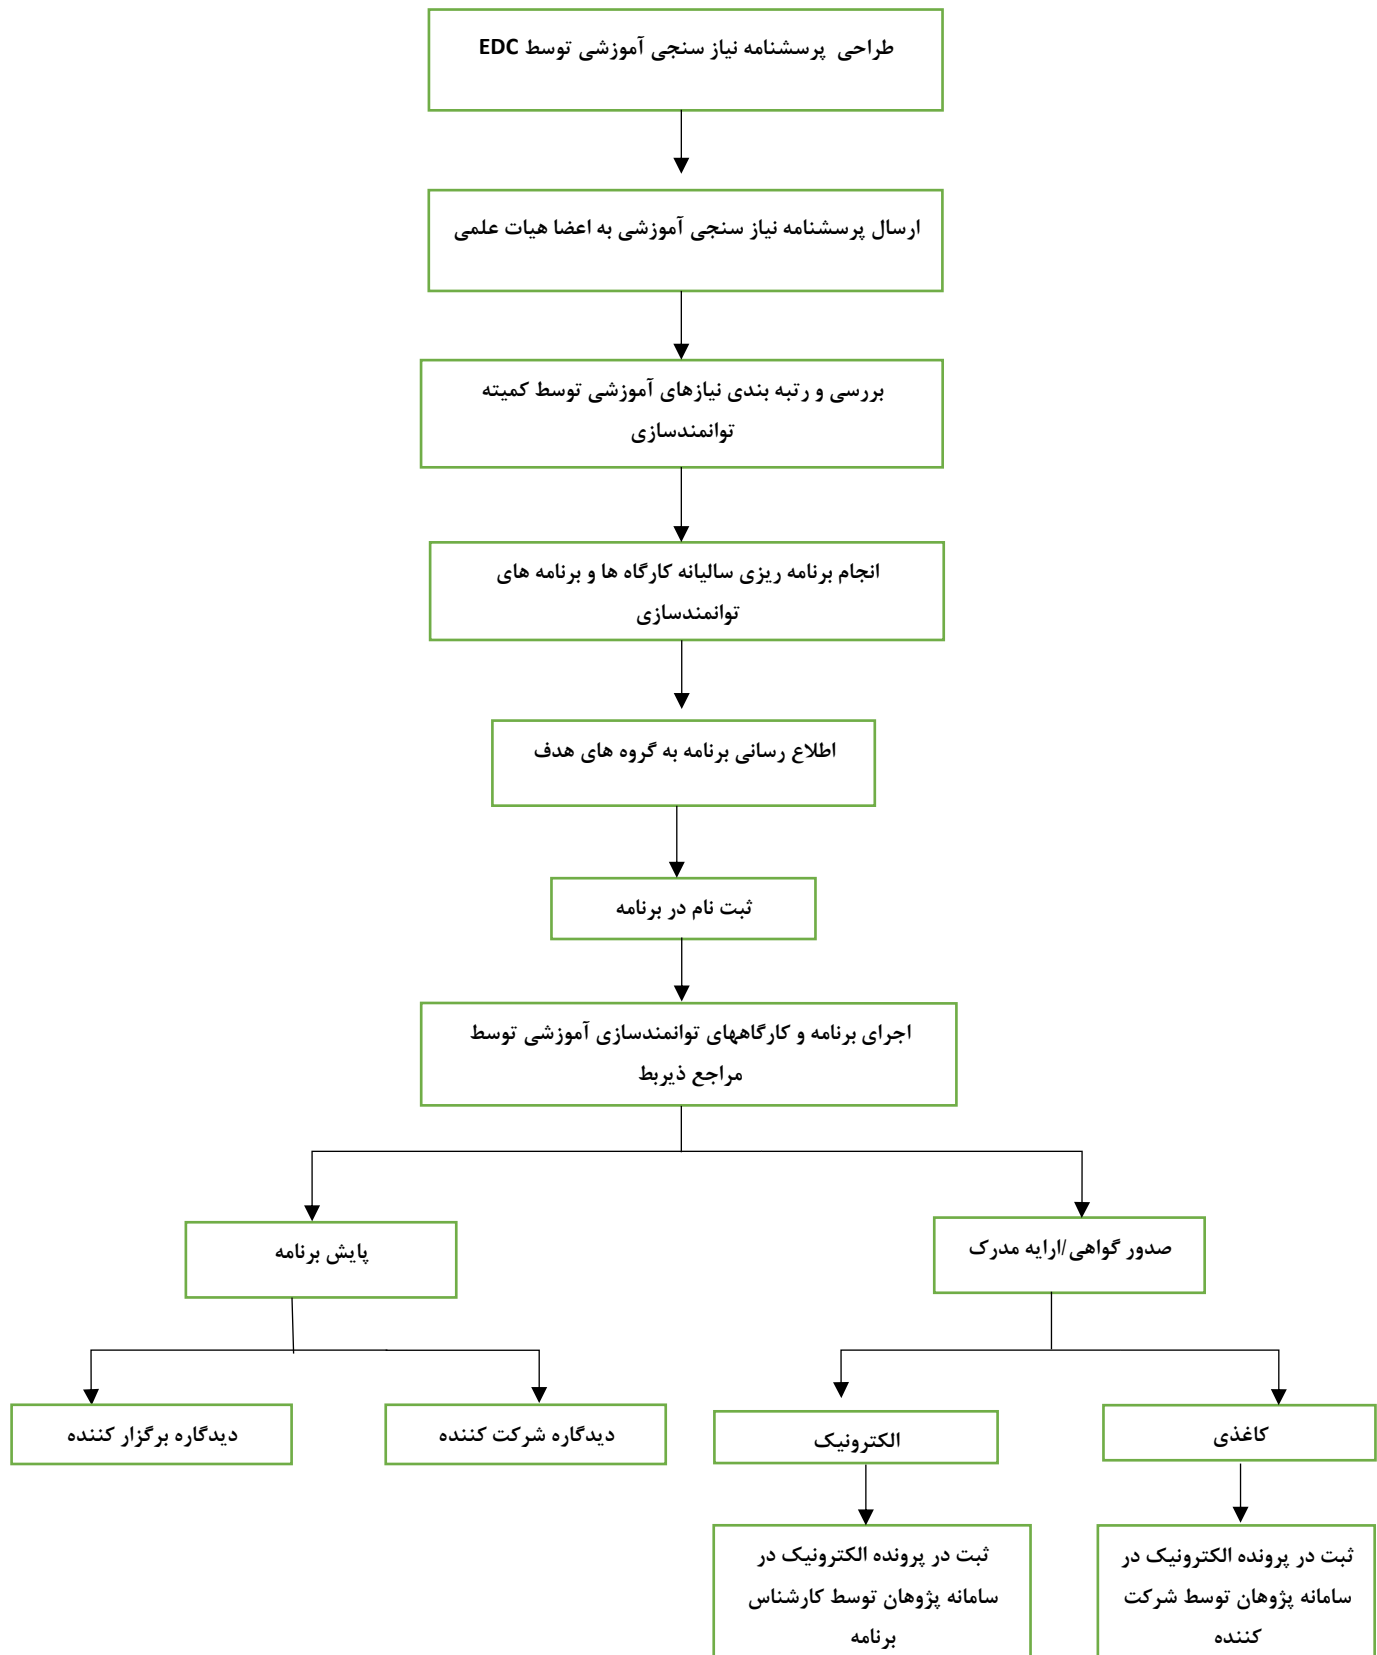 طراحی پرسشنامه نیاز سنجی آموزشی توسط EDC
ارسال پرسشنامه نیاز سنجی آموزشی به اعضا هیات علمی
بررسی و رتبه بندی نیازهای آموزشی توسط کمیته
توانمندسازی
انجام برنامه ریزی سالیانه کارگاه ها و برنامه های
توانمندسازی
اطلاع رسانی برنامه به گروه های هدف
ثبت نام در برنامه
اجرای برنامه و کارگاههای توانمندسازی آموزشی توسط
مراجع ذیربط
صدور گواهی/ارایه مدرک
پایش برنامه
کاغذی
الکترونیک
دیدگاره شرکت کننده
دیدگاره برگزار کننده
ثبت در پرونده الکترونیک در
سامانه پژوهان توسط شرکت
کننده
ثبت در پرونده الکترونیک در
سامانه پژوهان توسط کارشناس
برنامه